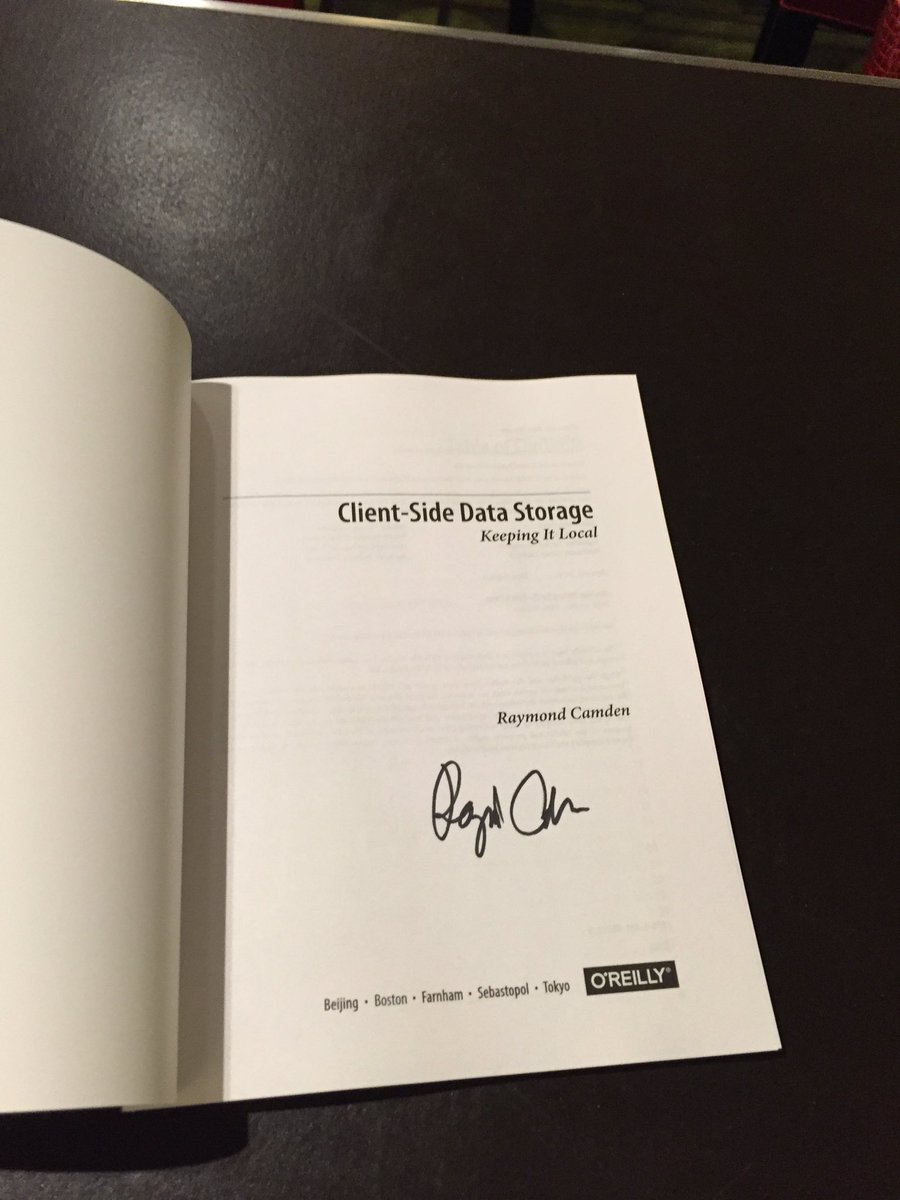 Client-Side Data Storage
Keeping It Local
Raymond Camden
Beijing · Boston · Farnham · Sebastopol · Tokyo O'REILLY®